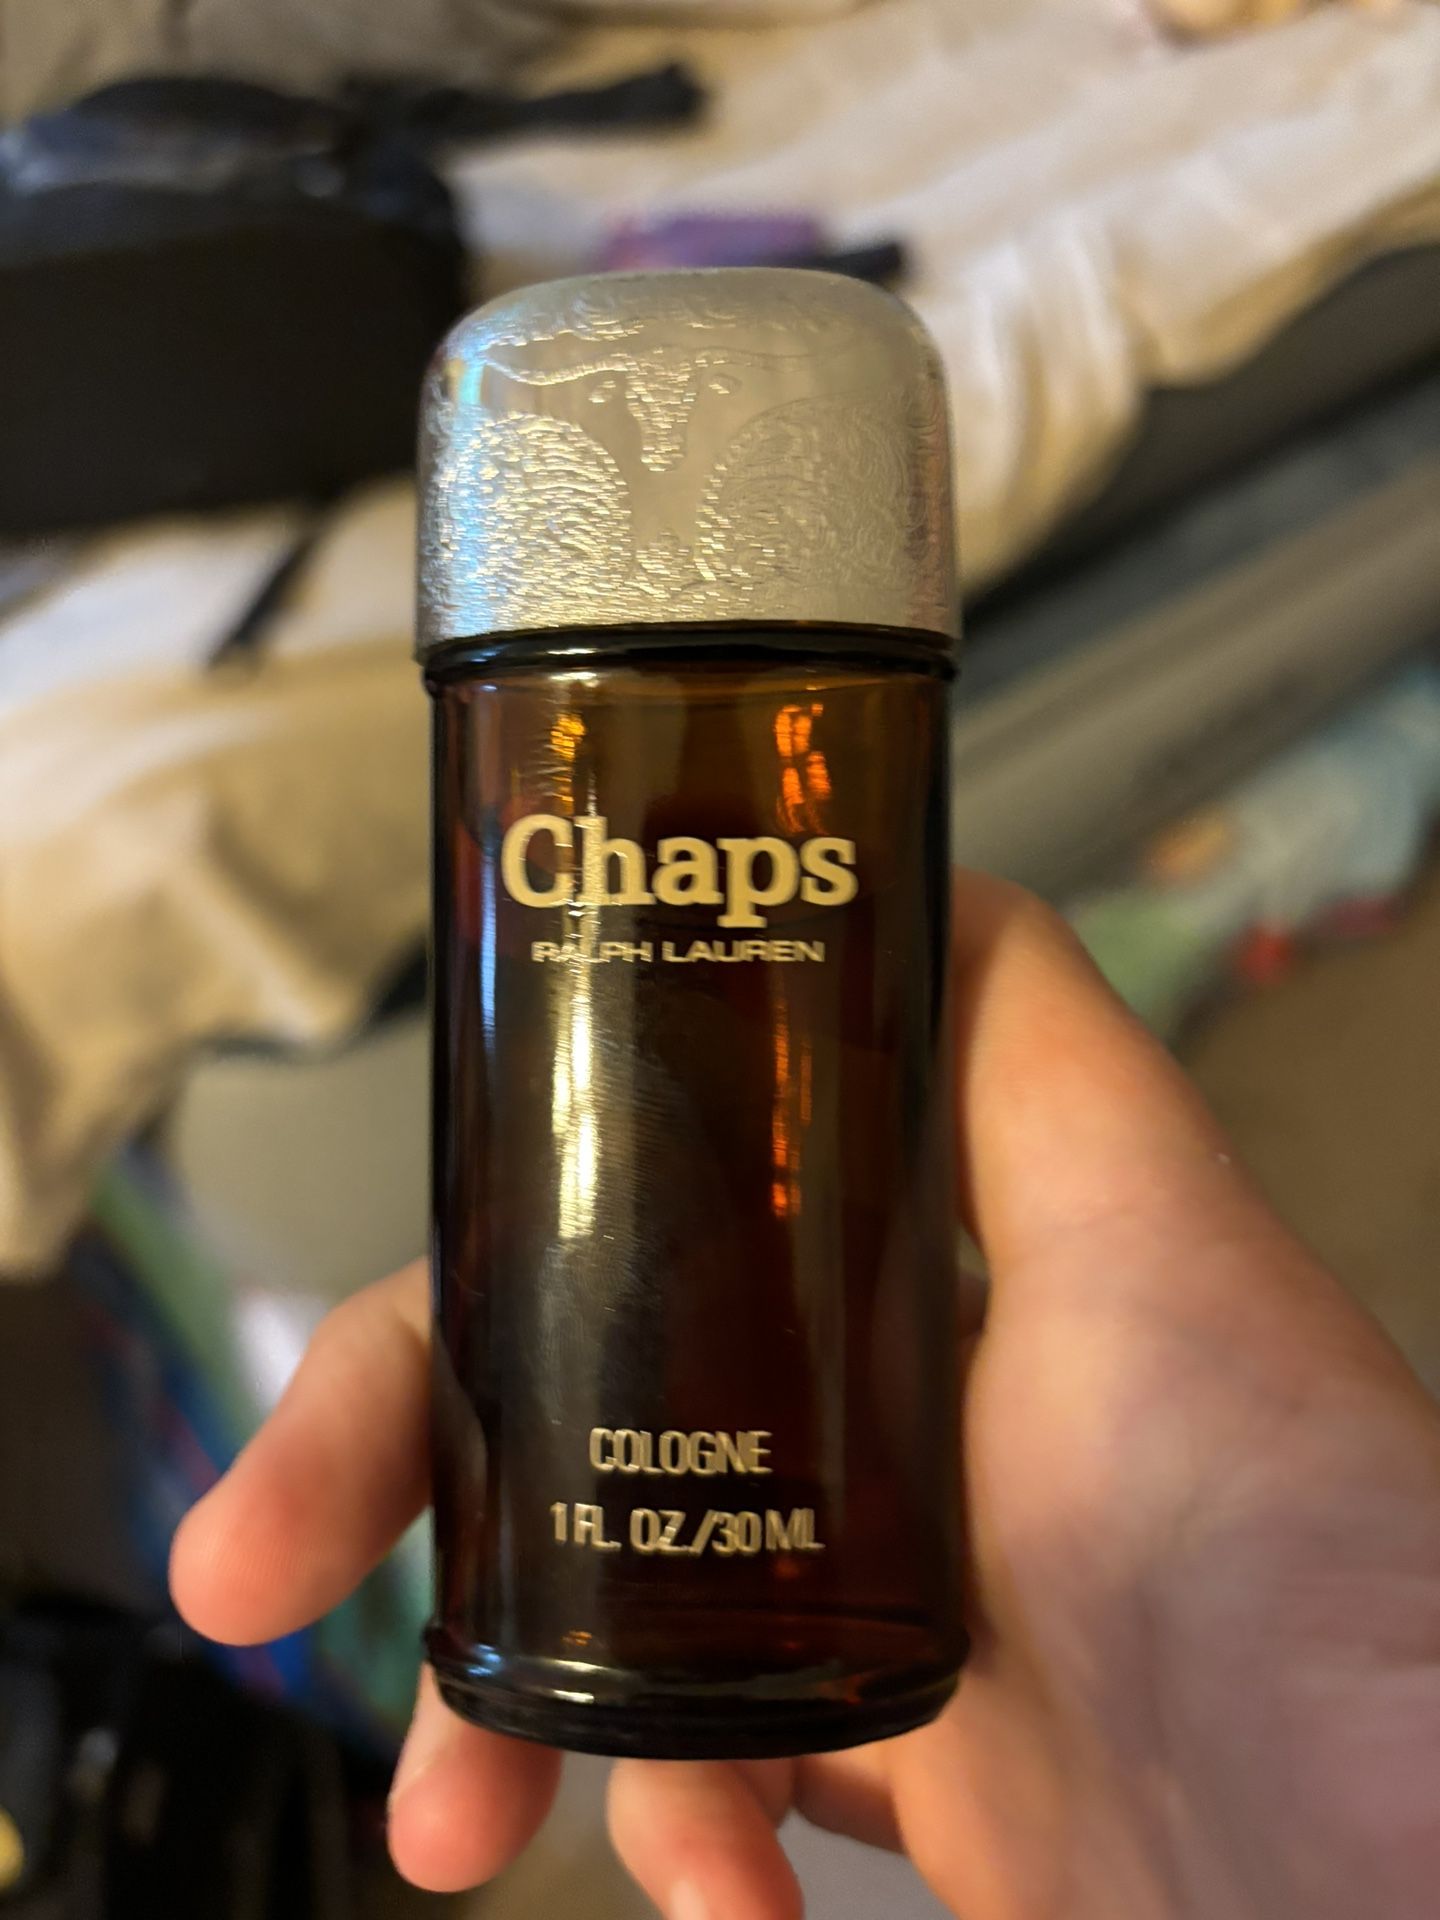 Chaps
RALPH LAUREN
COLOGNE
1 FL. OZ./30 ML